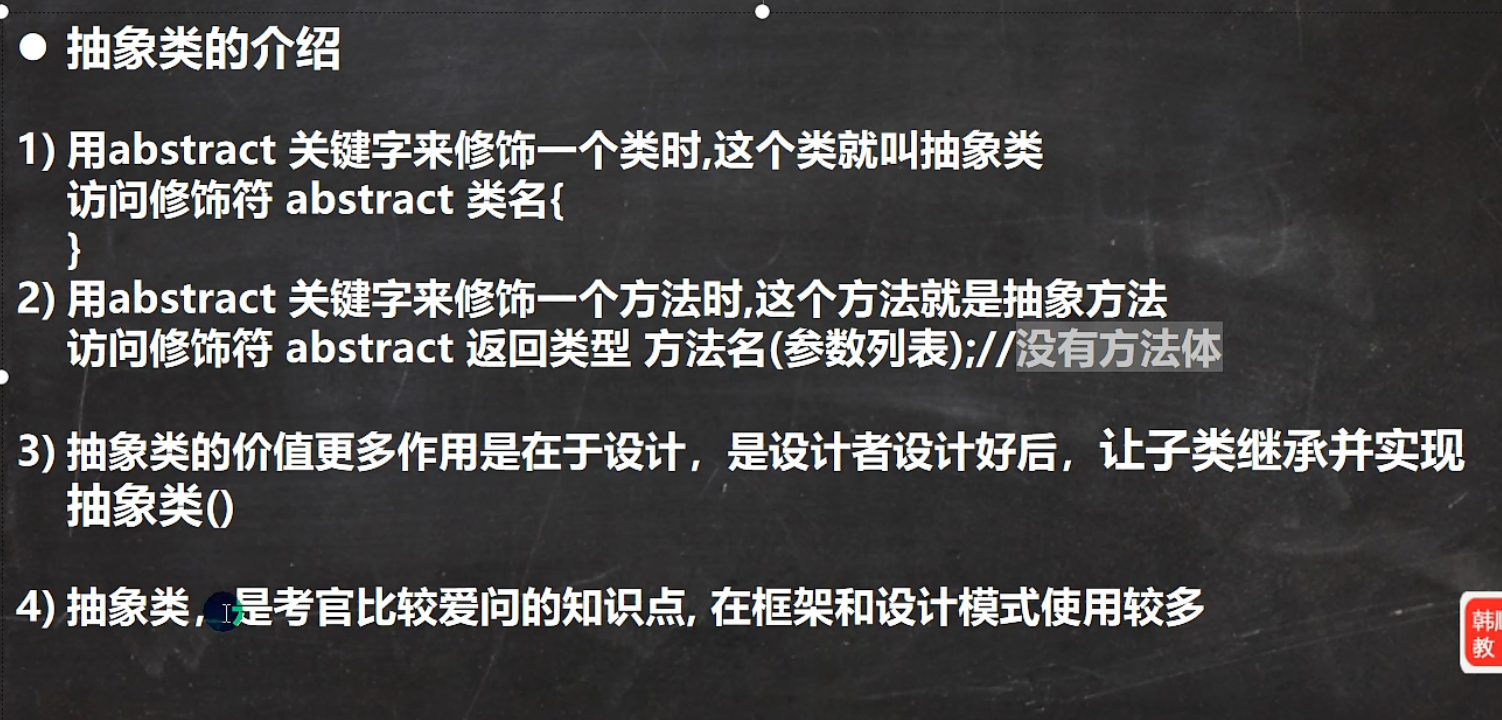 ● 抽象类的介绍
1) 用abstract 关键字来修饰一个类时,这个类就叫抽象类
访问修饰符 abstract 类名{
}
2) 用abstract 关键字来修饰一个方法时,这个方法就是抽象方法
访问修饰符 abstract 返回类型 方法名(参数列表);//没有方法体
3) 抽象类的价值更多作用是在于设计，是设计者设计好后，让子类继承并实现
抽象类()
4) 抽象类，是考官比较爱问的知识点, 在框架和设计模式使用较多
韩
教